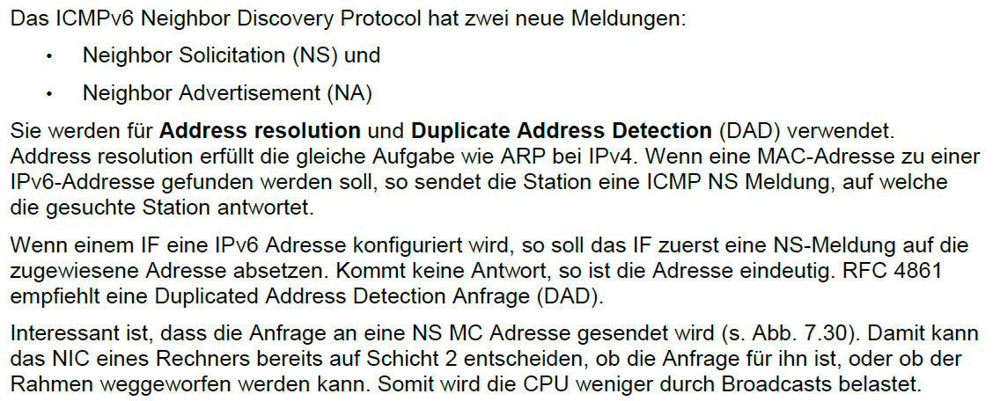 Das ICMPv6 Neighbor Discovery Protocol hat zwei neue Meldungen:
• Neighbor Solicitation (NS) und
• Neighbor Advertisement (NA)
Sie werden für Address resolution und Duplicate Address Detection (DAD) verwendet.
Address resolution erfüllt die gleiche Aufgabe wie ARP bei IPv4. Wenn eine MAC-Adresse zu einer
IPv6-Addresse gefunden werden soll, so sendet die Station eine ICMP NS Meldung, auf welche
die gesuchte Station antwortet.
Wenn einem IF eine IPv6 Adresse konfiguriert wird, so soll das IF zuerst eine NS-Meldung auf die
zugewiesene Adresse absetzen. Kommt keine Antwort, so ist die Adresse eindeutig. RFC 4861
empfiehlt eine Duplicated Address Detection Anfrage (DAD).
Interessant ist, dass die Anfrage an eine NS MC Adresse gesendet wird (s. Abb. 7.30). Damit kann
das NIC eines Rechners bereits auf Schicht 2 entscheiden, ob die Anfrage für ihn ist, oder ob der
Rahmen weggeworfen werden kann. Somit wird die CPU weniger durch Broadcasts belastet.